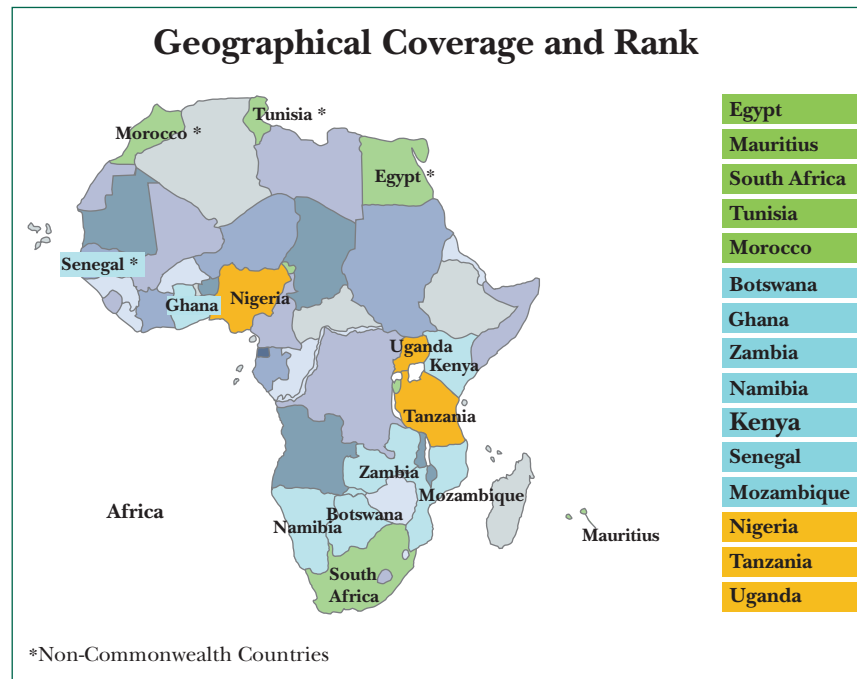 Geographical Coverage and Rank
Tunisia *
Morocco *
Egypt *
Senegal *
Ghana
Nigeria
Uganda
Kenya
Tanzania
Zambia
Mozambique
Botswana
Namibia
Africa
Mauritius
South
Africa
*Non-Commonwealth Countries
Egypt
Mauritius
South Africa
Tunisia
Morocco
Botswana
Ghana
Zambia
Namibia
Kenya
Senegal
Mozambique
Nigeria
Tanzania
Uganda